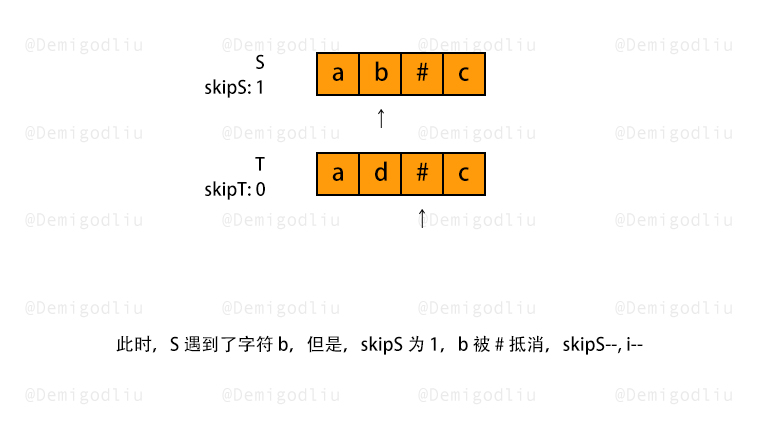 @Demigodliu @Demigodliu @Demigodliu @Demigodliu
S
skipS: 1
a b # c
↑
@Demigodliu @Demigodliu @Demigodliu @Demigodliu
T
skipT: 0
a d # c
↑
@Demigodliu @Demigodliu @Demigodliu @Demigodliu
@Demigodliu @Demigodliu @Demigodliu @Demigodliu
此时，S 遇到了字符 b，但是，skipS 为 1，b 被 # 抵消，skipS--, i--
@Demigodliu @Demigodliu @Demigodliu @Demigodliu